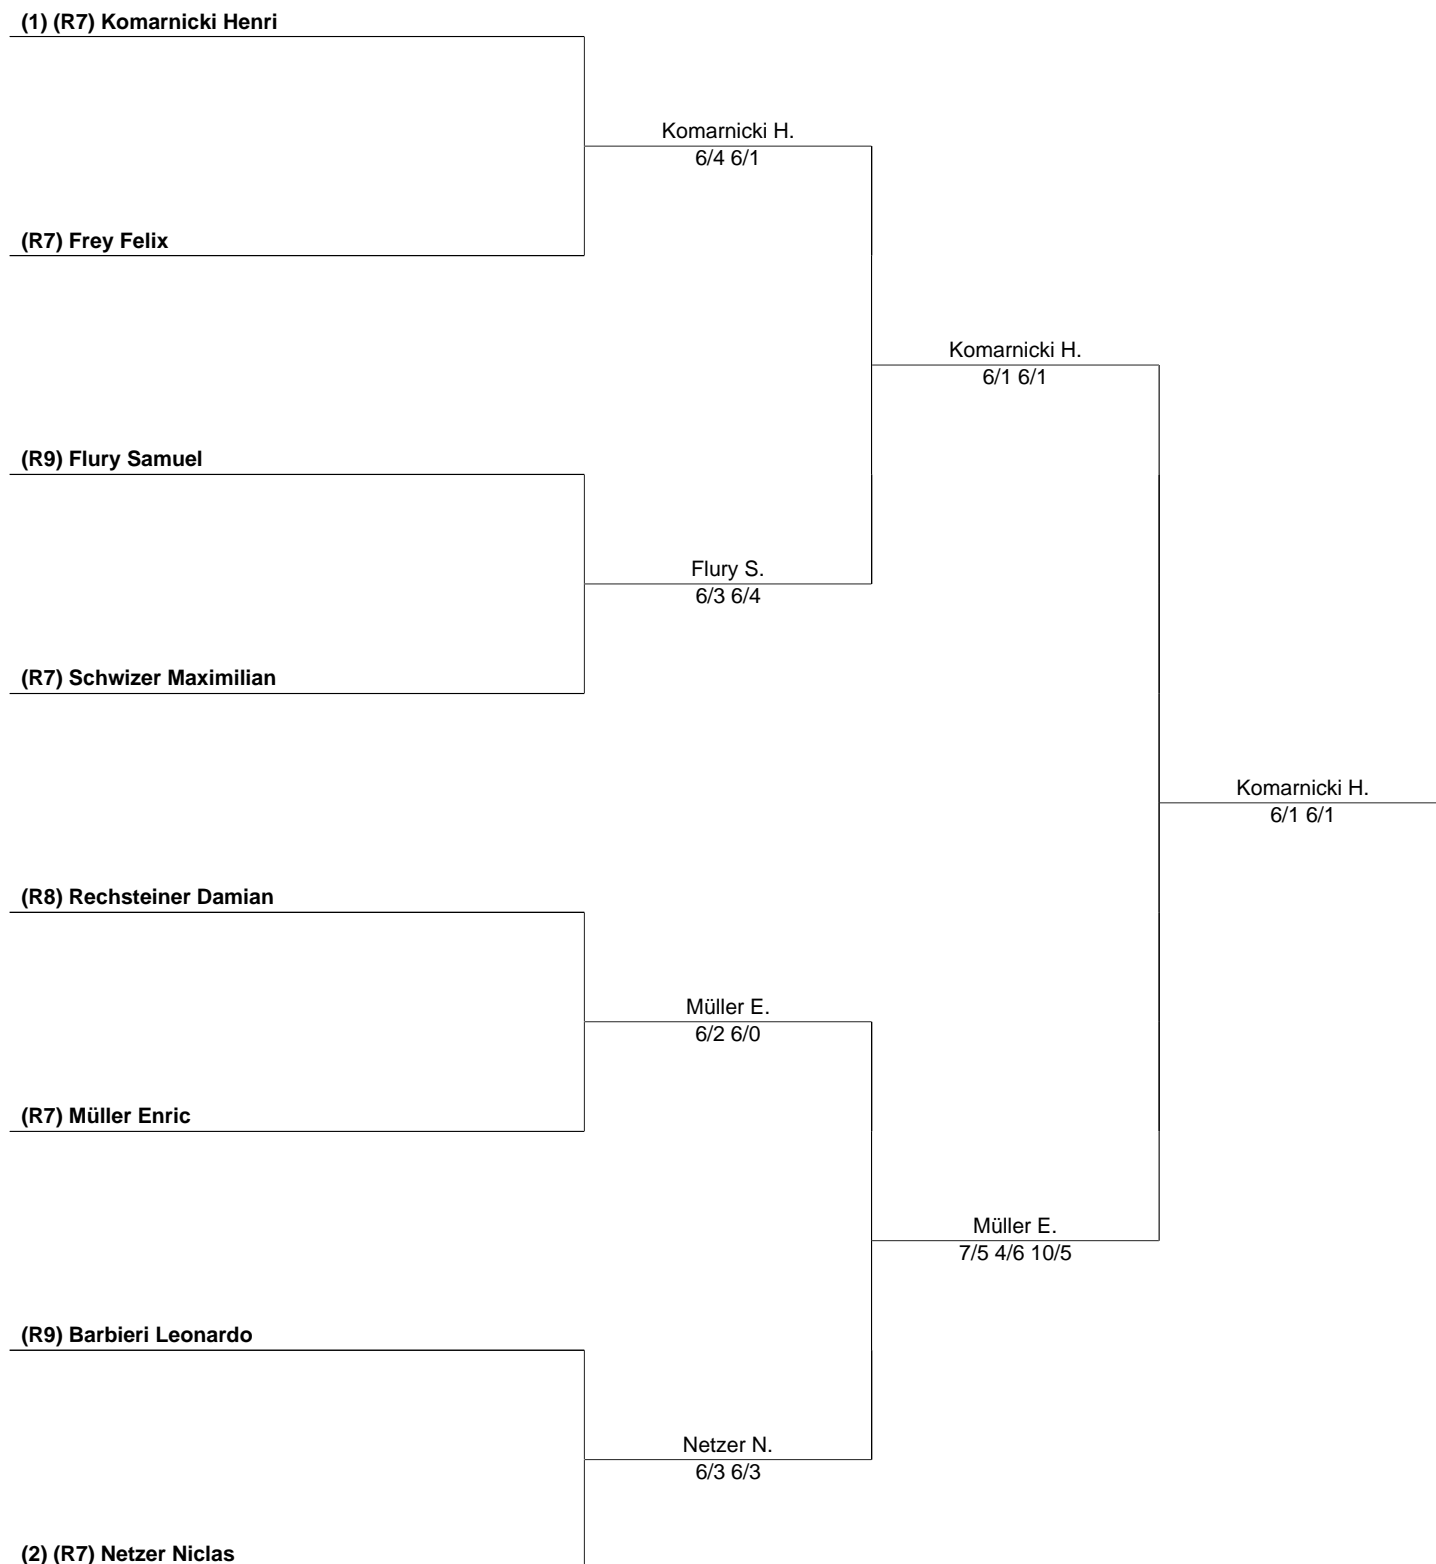 (1) (R7) Komarnicki Henri
Komarnicki H.
6/4 6/1
(R7) Frey Felix
Komarnicki H.
6/1 6/1
(R9) Flury Samuel
Flury S.
6/3 6/4
(R7) Schwizer Maximilian
Komarnicki H.
6/1 6/1
(R8) Rechsteiner Damian
Müller E.
6/2 6/0
(R7) Müller Enric
Müller E.
7/5 4/6 10/5
(R9) Barbieri Leonardo
Netzer N.
6/3 6/3
(2) (R7) Netzer Niclas